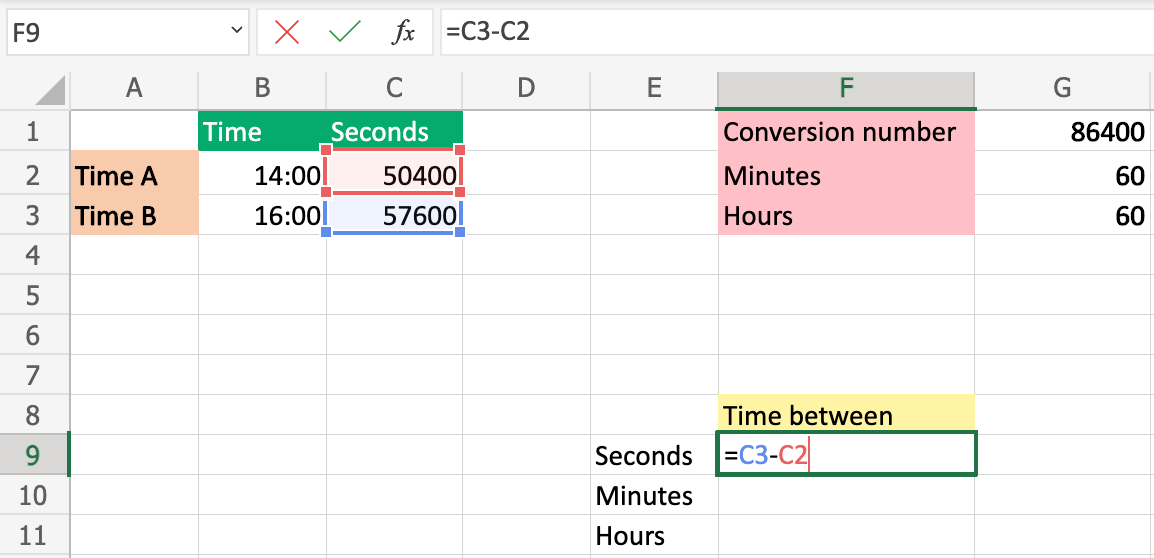 F9 fx =C3-C2
A B C D E F G
1 Time Seconds Conversion number 86400
2 Time A 14:00 50400 Minutes 60
3 Time B 16:00 57600 Hours 60
4
5
6
7
8 Time between
9 Seconds =C3-C2
10 Minutes
11 Hours